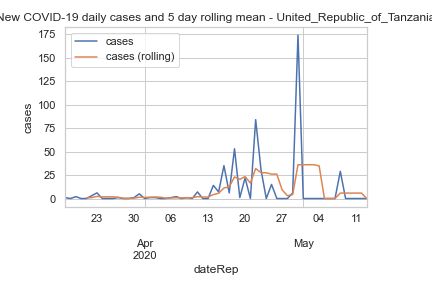 New COVID-19 daily cases and 5 day rolling mean - United_Republic_of_Tanzania
cases
cases (rolling)
175
150
125
100
75
50
25
0
cases
23 30 06 13 20 27 04 11
Apr May
2020
dateRep